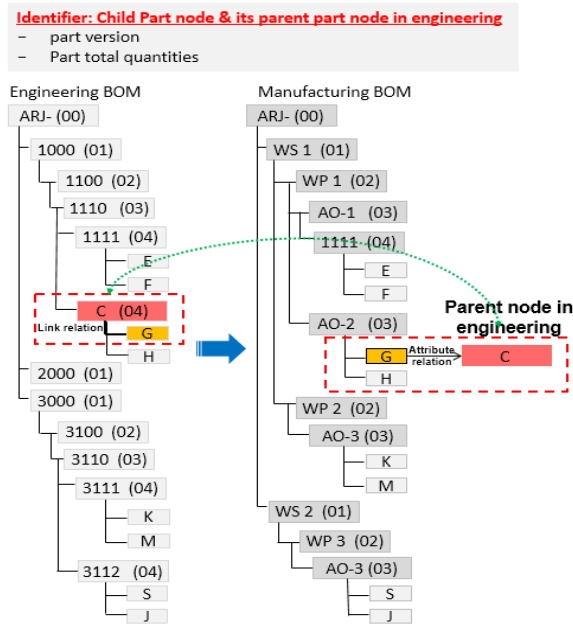 Identifier: Child Part node & its parent part node in engineering
– part version
– Part total quantities
Engineering BOM
ARJ- (00)
1000 (01)
1100 (02)
1110 (03)
1111 (04)
E
F
C (04)
Link relation
G
H
2000 (01)
3000 (01)
3100 (02)
3110 (03)
3111 (04)
K
M
3112 (04)
S
J
Manufacturing BOM
ARJ- (00)
WS 1 (01)
WP 1 (02)
AO-1 (03)
1111 (04)
E
F
AO-2 (03)
Parent node in
engineering
G
Attribute
relation
C
H
WP 2 (02)
AO-3 (03)
K
M
WS 2 (01)
WP 3 (02)
AO-3 (03)
S
J